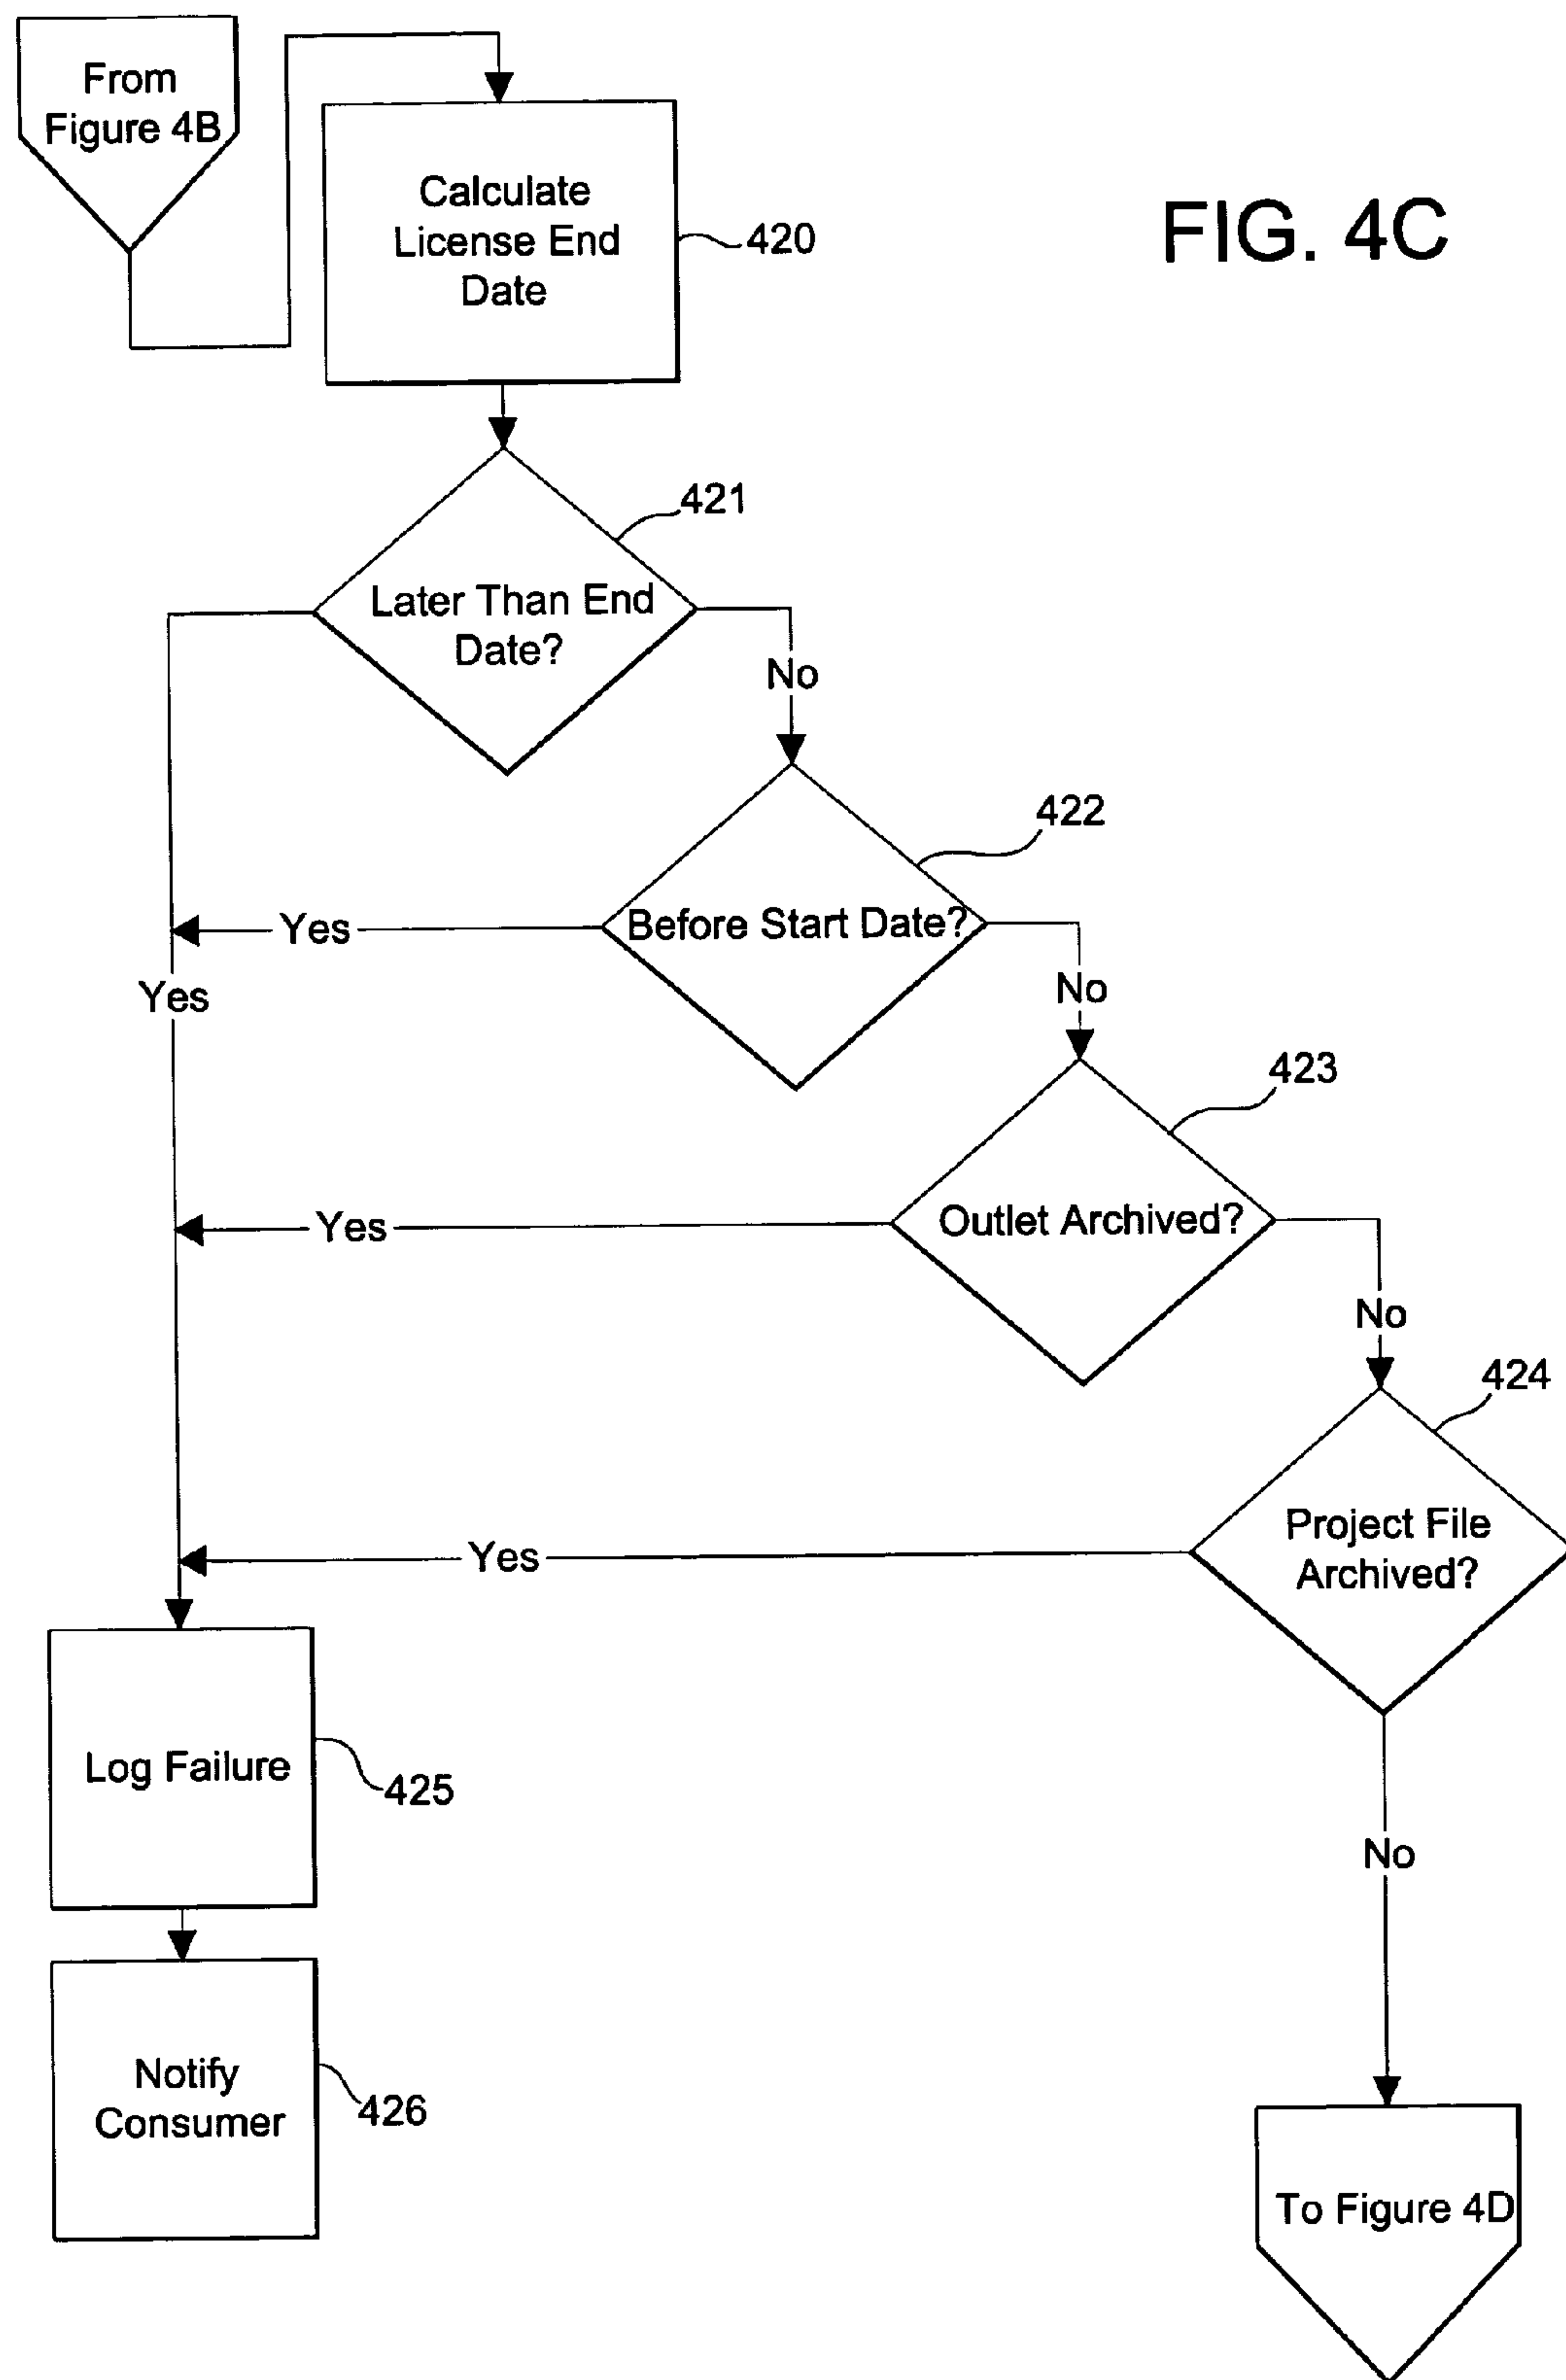 From
Figure 4B
Calculate
License End
Date
420
FIG. 4C
421
Later Than End
Date?
No
422
Before Start Date?
Yes
Yes
No
423
Outlet Archived?
Yes
No
424
Project File
Archived?
Yes
Log Failure
425
No
Notify
Consumer
426
To Figure 4D